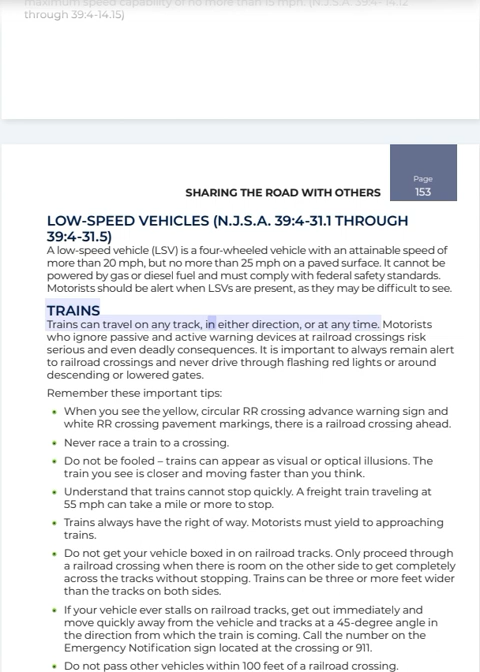 maximum speed capability of no more than 15 mph. (N.J.S.A. 39:4-14.12
through 39:4-14.15)
Page
153
SHARING THE ROAD WITH OTHERS
LOW-SPEED VEHICLES (N.J.S.A. 39:4-31.1 THROUGH
39:4-31.5)
A low-speed vehicle (LSV) is a four-wheeled vehicle with an attainable speed of
more than 20 mph, but no more than 25 mph on a paved surface. It cannot be
powered by gas or diesel fuel and must comply with federal safety standards.
Motorists should be alert when LSVs are present, as they may be difficult to see.
TRAINS
Trains can travel on any track, in either direction, or at any time. Motorists
who ignore passive and active warning devices at railroad crossings risk
serious and even deadly consequences. It is important to always remain alert
to railroad crossings and never drive through flashing red lights or around
descending or lowered gates.
Remember these important tips:
• When you see the yellow, circular RR crossing advance warning sign and
white RR crossing pavement markings, there is a railroad crossing ahead.
• Never race a train to a crossing.
• Do not be fooled – trains can appear as visual or optical illusions. The
train you see is closer and moving faster than you think.
• Understand that trains cannot stop quickly. A freight train traveling at
55 mph can take a mile or more to stop.
• Trains always have the right of way. Motorists must yield to approaching
trains.
• Do not get your vehicle boxed in on railroad tracks. Only proceed through
a railroad crossing when there is room on the other side to get completely
across the tracks without stopping. Trains can be three or more feet wider
than the tracks on both sides.
• If your vehicle ever stalls on railroad tracks, get out immediately and
move quickly away from the vehicle and tracks at a 45-degree angle in
the direction from which the train is coming. Call the number on the
Emergency Notification sign located at the crossing or 911.
• Do not pass other vehicles within 100 feet of a railroad crossing.